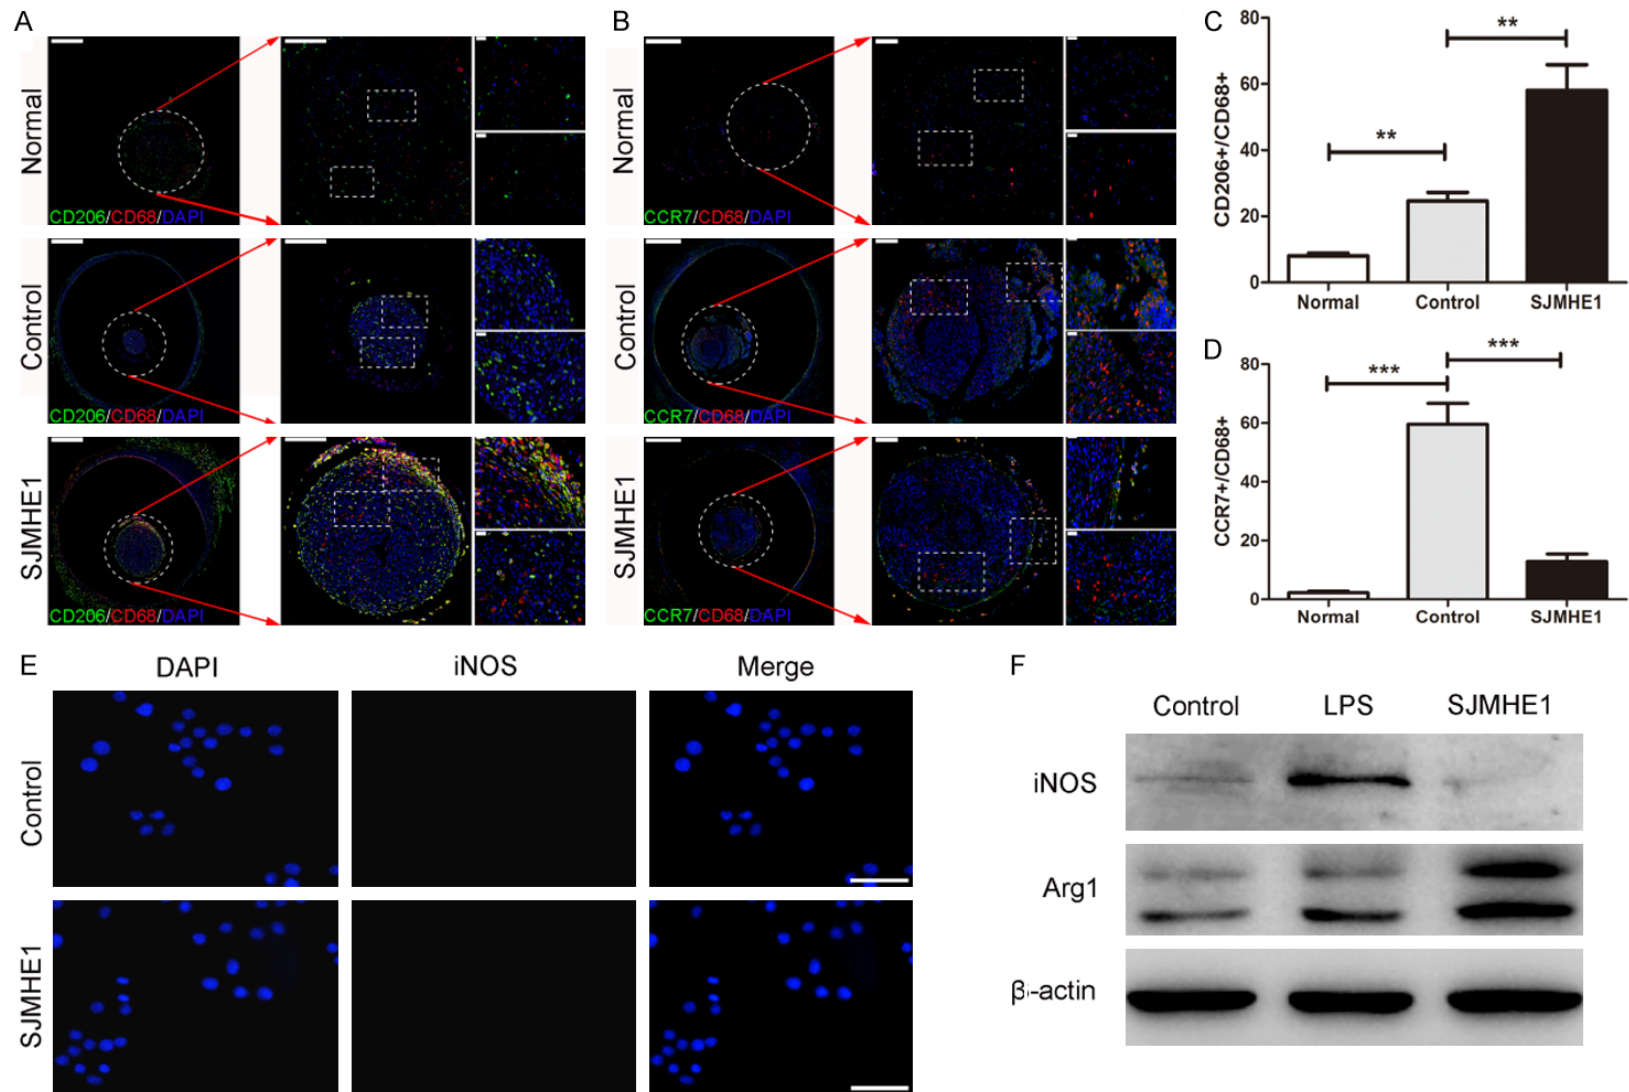 A
B
C
D
E
F
Normal
Control
SJMHE1
CD206/CD68/DAPI
CD206/CD68/DAPI
CD206/CD68/DAPI
Normal
Control
SJMHE1
CCR7/CD68/DAPI
CCR7/CD68/DAPI
CCR7/CD68/DAPI
CD206+/CD68+
80
60
40
20
0
**
**
Normal Control SJMHE1
CCR7+/CD68+
80
60
40
20
0
***
***
Normal Control SJMHE1
DAPI iNOS Merge
Control
SJMHE1
Control LPS SJMHE1
iNOS
Arg1
β-actin